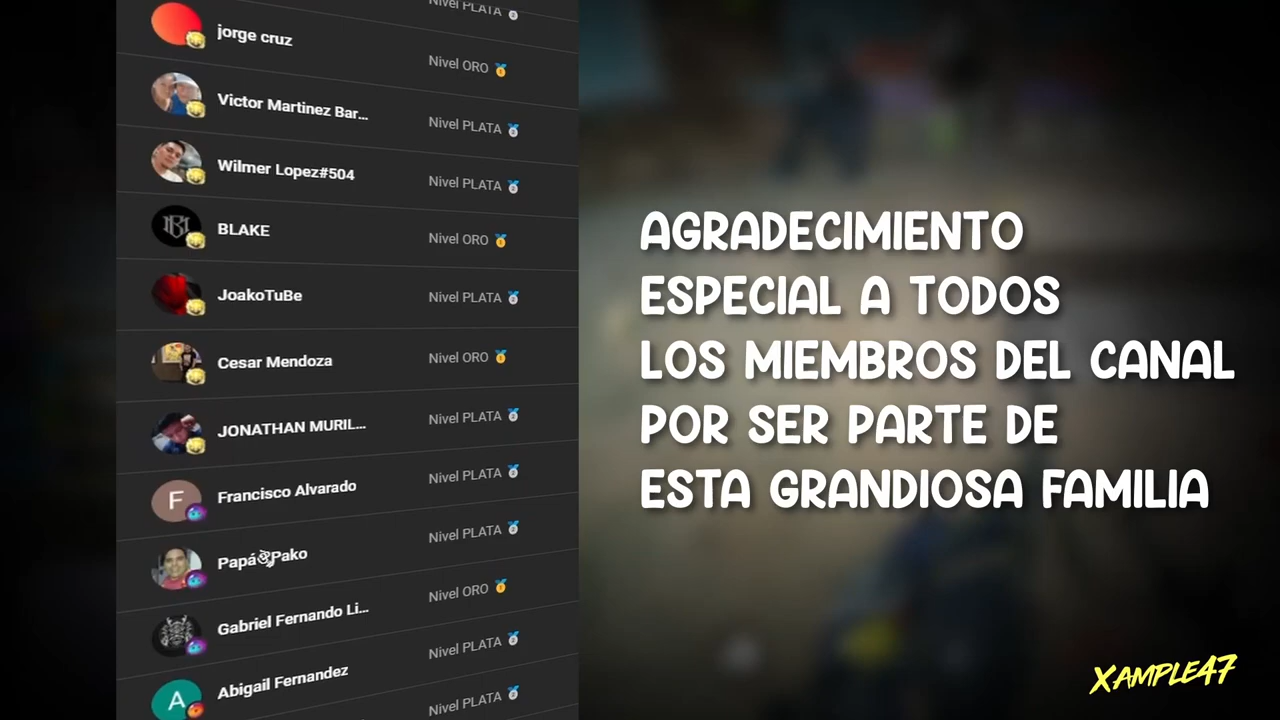 Nivel PLATA
jorge cruz
Nivel ORO
Victor Martinez Bar...
Nivel PLATA
Wilmer Lopez#504
Nivel PLATA
BLAKE
Nivel ORO
JoakoTuBe
Nivel PLATA
Cesar Mendoza
Nivel ORO
JONATHAN MURIL...
Nivel PLATA
Francisco Alvarado
Nivel PLATA
F
Papá Pako
Nivel PLATA
Gabriel Fernando Li...
Nivel ORO
Abigail Fernandez
Nivel PLATA
A
Nivel PLATA
AGRADECIMIENTO
ESPECIAL A TODOS
LOS MIEMBROS DEL CANAL
POR SER PARTE DE
ESTA GRANDIOSA FAMILIA
XAMPLE47